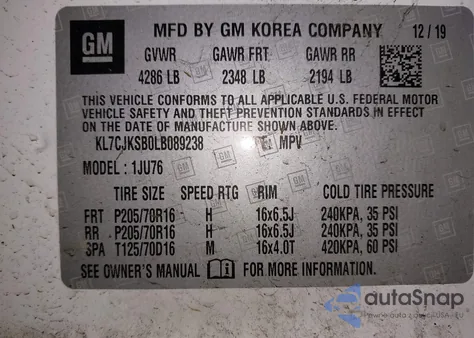 GM MFD BY GM KOREA COMPANY 12/19
GVWR GAWR FRT GAWR RR
4286 LB 2348 LB 2194 LB
THIS VEHICLE CONFORMS TO ALL APPLICABLE U.S. FEDERAL MOTOR
VEHICLE SAFETY AND THEFT PREVENTION STANDARDS IN EFFECT
ON THE DATE OF MANUFACTURE SHOWN ABOVE.
KL7CJKSB0LB089238 MPV
MODEL: 1JU76
TIRE SIZE SPEED RTG RIM COLD TIRE PRESSURE
FRT P205/70R16 H 16x6.5J 240KPA, 35 PSI
RR P205/70R16 H 16x6.5J 240KPA, 35 PSI
SPA T125/70D16 M 16x4.0T 420KPA, 60 PSI
SEE OWNER'S MANUAL FOR MORE INFORMATION.
autoSnap